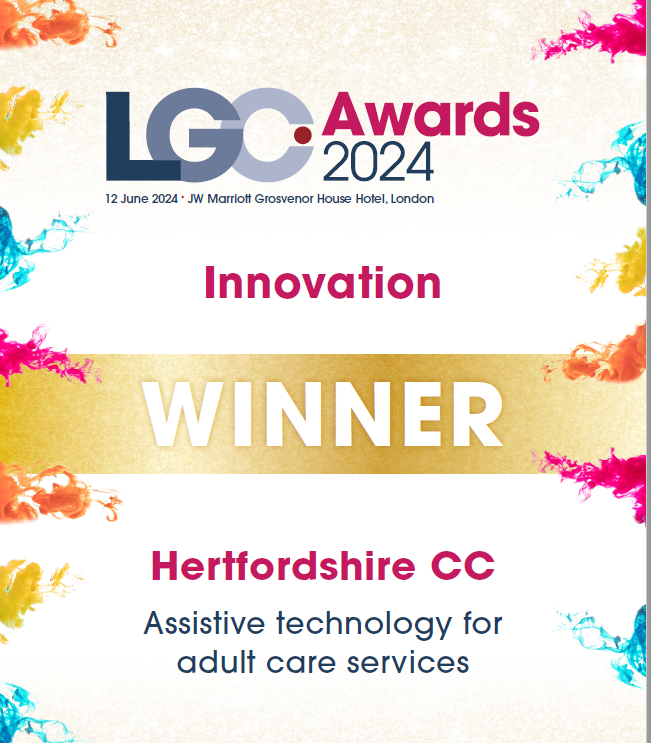 LGC Awards
2024
12 June 2024 • JW Marriott Grosvenor House Hotel, London
Innovation
WINNER
Hertfordshire CC
Assistive technology for
adult care services